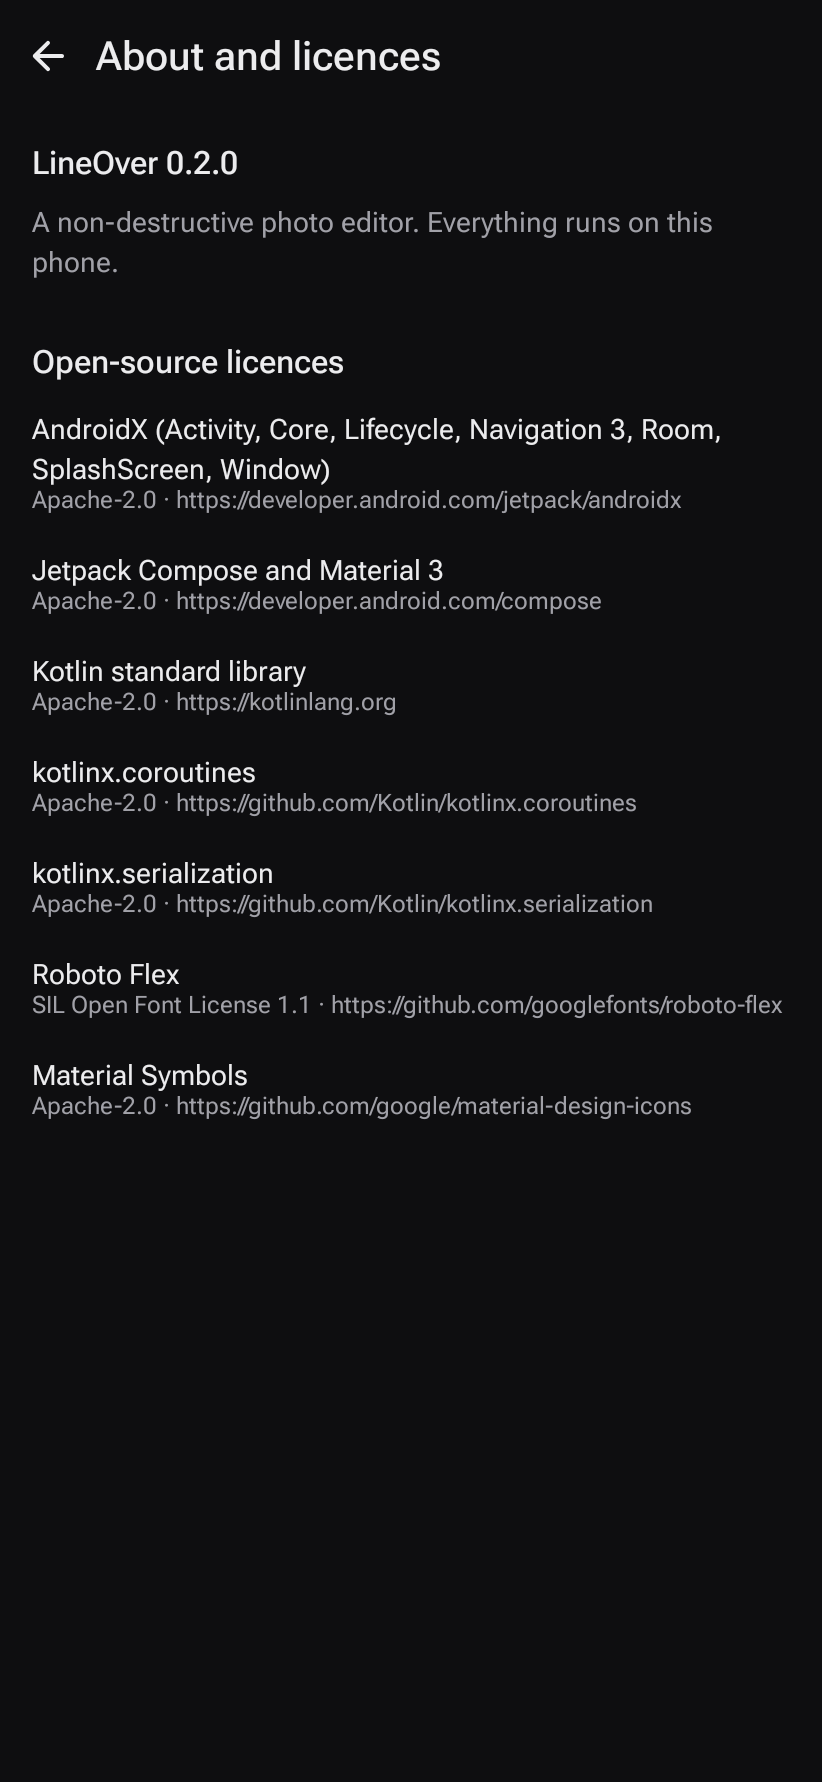 About and licences
LineOver 0.2.0
A non-destructive photo editor. Everything runs on this
phone.
Open-source licences
AndroidX (Activity, Core, Lifecycle, Navigation 3, Room,
SplashScreen, Window)
Apache-2.0 · https://developer.android.com/jetpack/androidx
Jetpack Compose and Material 3
Apache-2.0 · https://developer.android.com/compose
Kotlin standard library
Apache-2.0 · https://kotlinlang.org
kotlinx.coroutines
Apache-2.0 · https://github.com/Kotlin/kotlinx.coroutines
kotlinx.serialization
Apache-2.0 · https://github.com/Kotlin/kotlinx.serialization
Roboto Flex
SIL Open Font License 1.1 · https://github.com/googlefonts/roboto-flex
Material Symbols
Apache-2.0 · https://github.com/google/material-design-icons